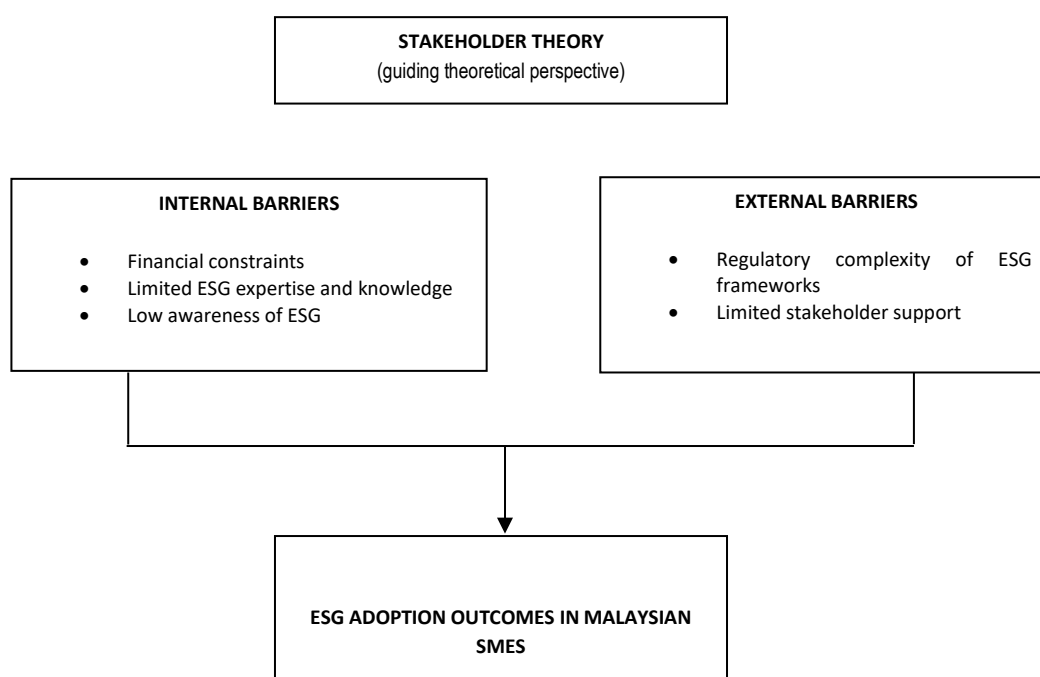 STAKEHOLDER THEORY
(guiding theoretical perspective)
INTERNAL BARRIERS
• Financial constraints
• Limited ESG expertise and knowledge
• Low awareness of ESG
EXTERNAL BARRIERS
• Regulatory complexity of ESG
frameworks
• Limited stakeholder support
ESG ADOPTION OUTCOMES IN MALAYSIAN
SMES